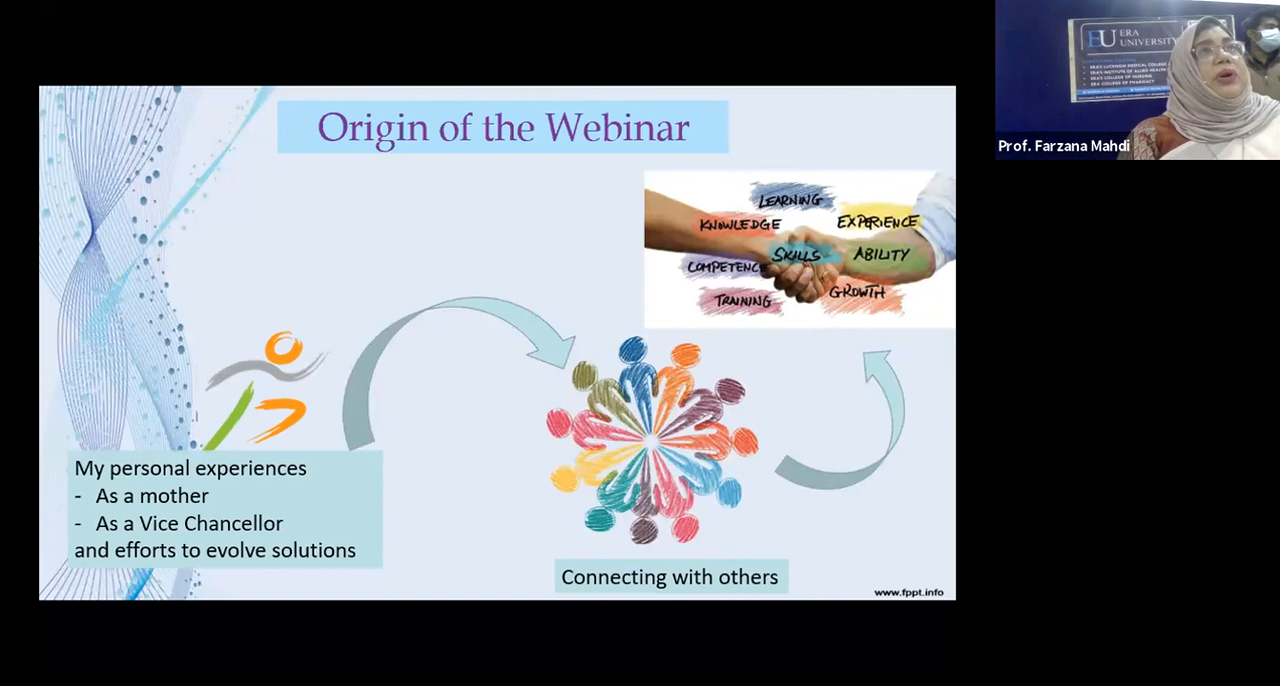 Origin of the Webinar
LEARNING
KNOWLEDGE
EXPERIENCE
SKILLS
ABILITY
COMPETENCE
GROWTH
TRAINING
My personal experiences
- As a mother
- As a Vice Chancellor
and efforts to evolve solutions
Connecting with others
www.fppt.info
EU ERA
UNIVERSITY
Prof. Farzana Mahdi